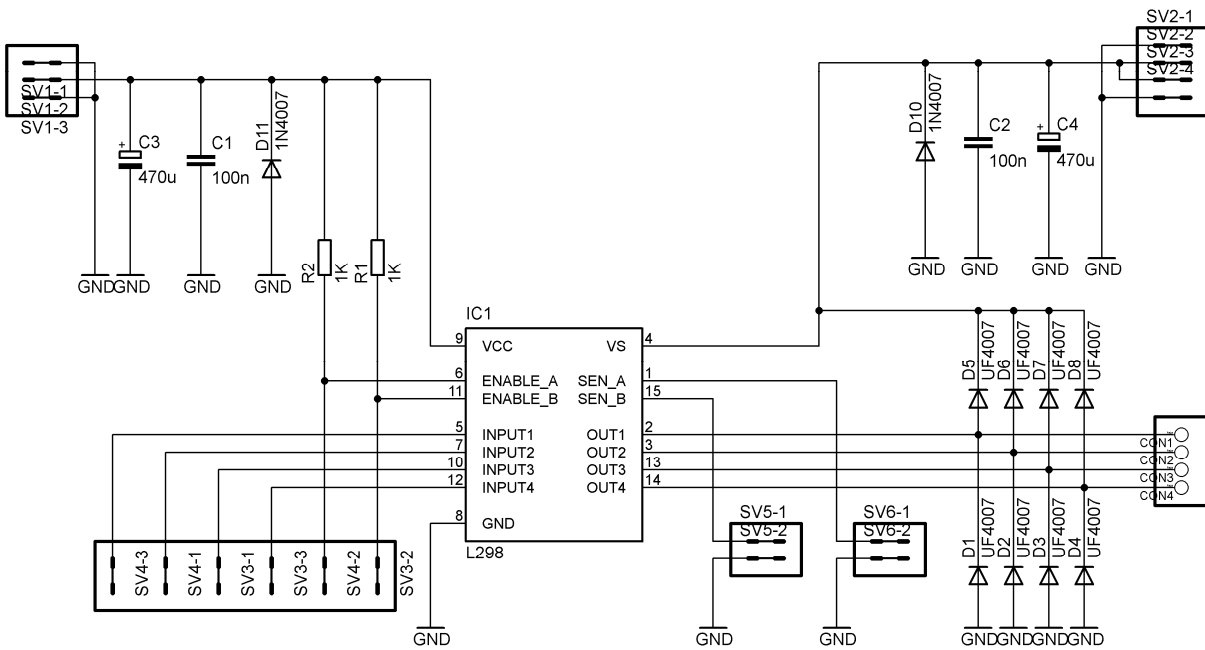 SV2-1
SV2-2
SV2-3
SV2-4
SV1-1
SV1-2
SV1-3
+
C3
470u
C1
100n
D11
1N4007
D10
1N4007
C2
100n
+
C4
470u
R2
1K
R1
1K
GND
GND
GND
GND
GND
GND
GND
GND
IC1
9
VCC
VS
4
6
ENABLE_A
SEN_A
1
11
ENABLE_B
SEN_B
15
5
INPUT1
OUT1
2
7
INPUT2
OUT2
3
10
INPUT3
OUT3
13
12
INPUT4
OUT4
14
8
GND
L298
D5
UF4007
D6
UF4007
D7
UF4007
D8
UF4007
CON1
CON2
CON3
CON4
SV5-1
SV5-2
SV6-1
SV6-2
D1
UF4007
D2
UF4007
D3
UF4007
D4
UF4007
SV4-3
SV4-1
SV3-1
SV3-3
SV4-2
SV3-2
GND
GND
GND
GND
GND
GND
GND